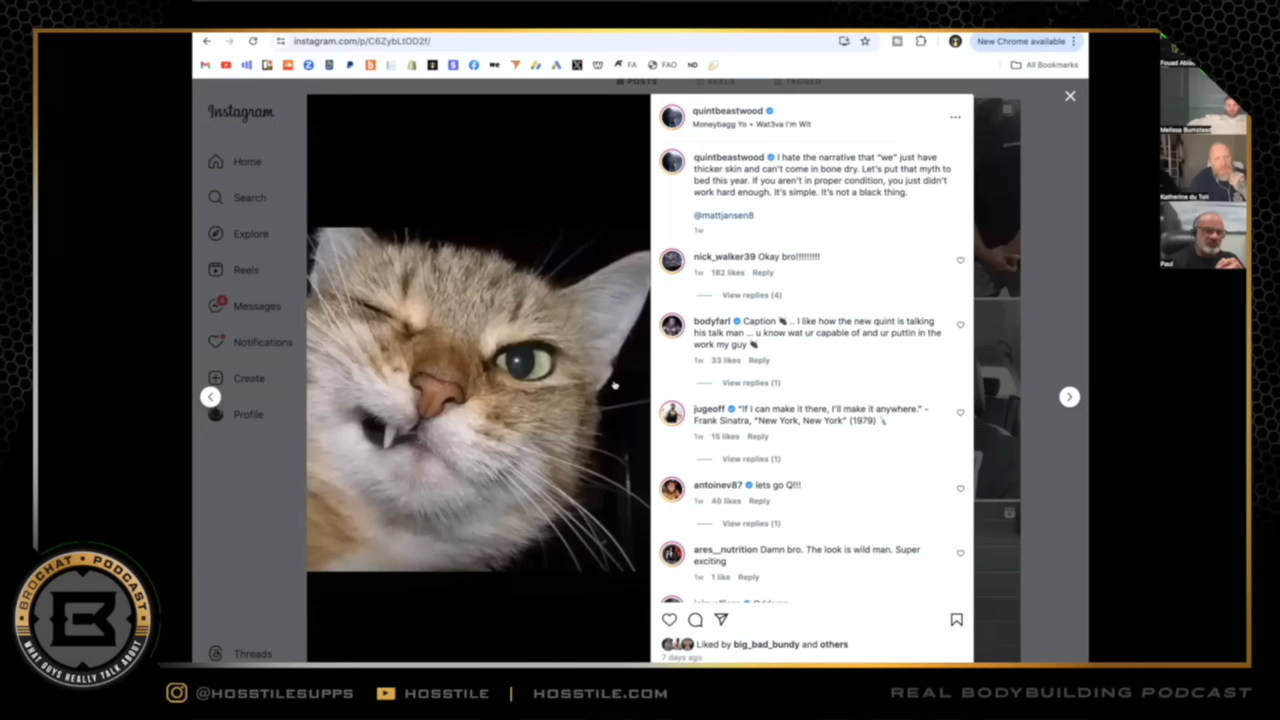 instagram.com/p/C6ZybLtOD2f/
New Chrome available
FA
FAO
ND
All Bookmarks
POSTS
REELS
TAGGED
Instagram
Home
Search
Explore
Reels
4
Messages
Notifications
Create
Profile
Threads
quintbeastwood
Moneybagg Yo • Wat3va I'm Wit
quintbeastwood I hate the narrative that "we" just have
thicker skin and can't come in bone dry. Let's put that myth to
bed this year. If you aren't in proper condition, you just didn't
work hard enough. It's simple. It's not a black thing.
@mattjansen8
1w
nick_walker39 Okay bro!!!!!!!!!
1w 182 likes Reply
View replies (4)
bodyfarl Caption .. I like how the new quint is talking
his talk man ... u know wat ur capable of and ur puttin in the
work my guy
1w 33 likes Reply
View replies (1)
jugeoff "If I can make it there, I'll make it anywhere." -
Frank Sinatra, "New York, New York" (1979)
1w 15 likes Reply
View replies (1)
antoinev87 lets go Q!!!
1w 40 likes Reply
View replies (1)
ares__nutrition Damn bro. The look is wild man. Super
exciting
1w 1 like Reply
Liked by big_bad_bundy and others
7 days ago
Melissa Bumstead
Katherine du Toit
Paul
BROCHAT • PODCAST
WHAT GUYS REALLY TALK ABOUT
@HOSSTILESUPPS HOSSTILE | HOSSTILE.COM
REAL BODYBUILDING PODCAST